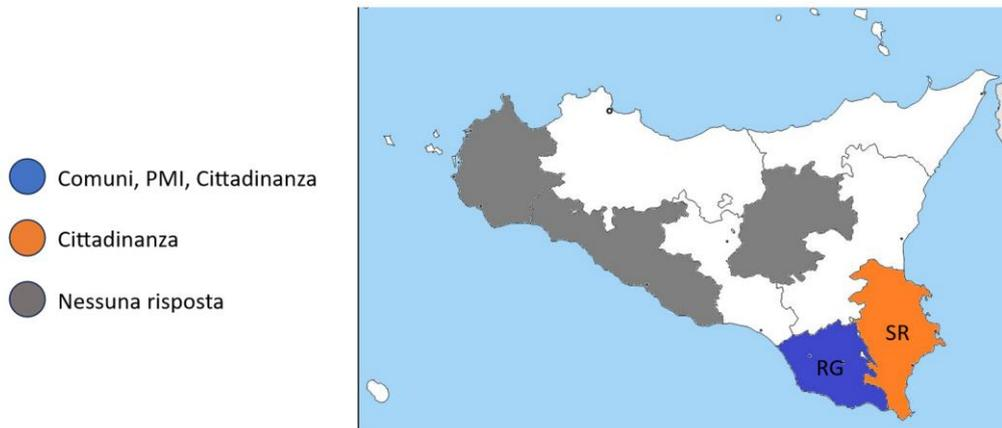 Comuni, PMI, Cittadinanza
Cittadinanza
Nessuna risposta
SR
RG